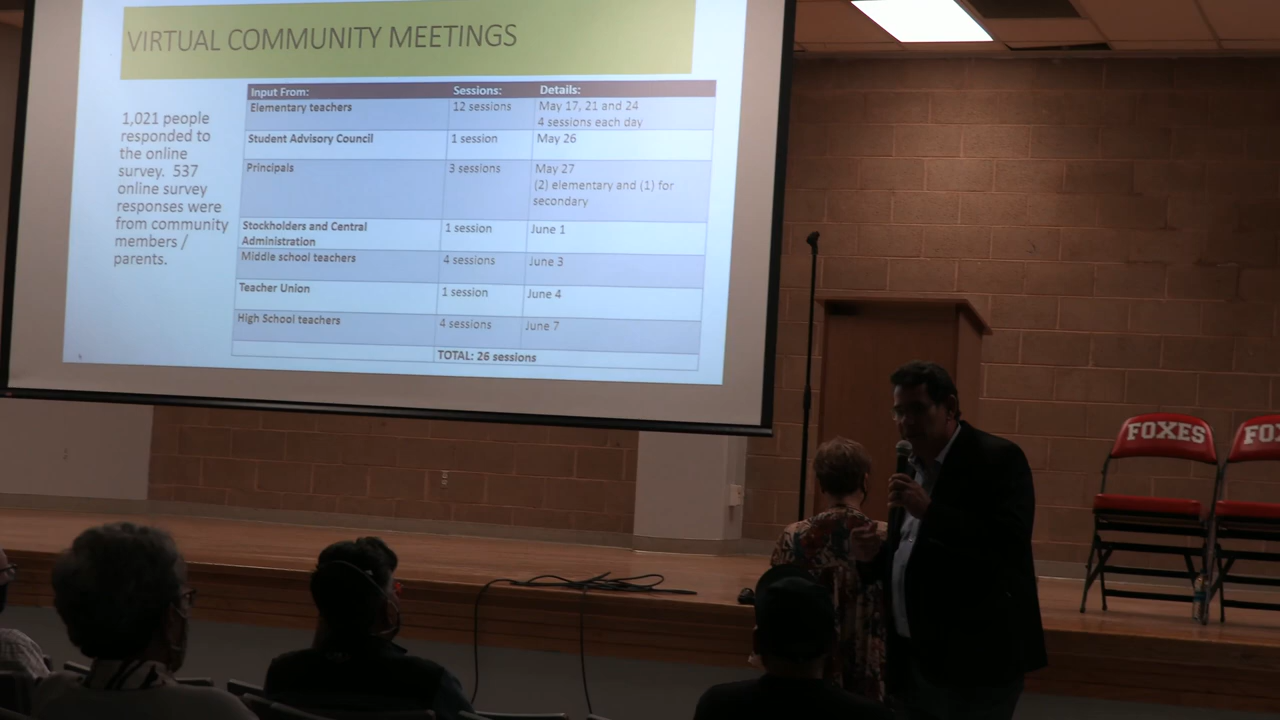 VIRTUAL COMMUNITY MEETINGS
1,021 people
responded to
the online
survey. 537
online survey
responses were
from community
members /
parents.
Input From: Sessions: Details:
Elementary teachers 12 sessions May 17, 21 and 24
4 sessions each day
Student Advisory Council 1 session May 26
Principals 3 sessions May 27
(2) elementary and (1) for
secondary
Stockholders and Central
Administration 1 session June 1
Middle school teachers 4 sessions June 3
Teacher Union 1 session June 4
High School teachers 4 sessions June 7
TOTAL: 26 sessions
FOXES
FO